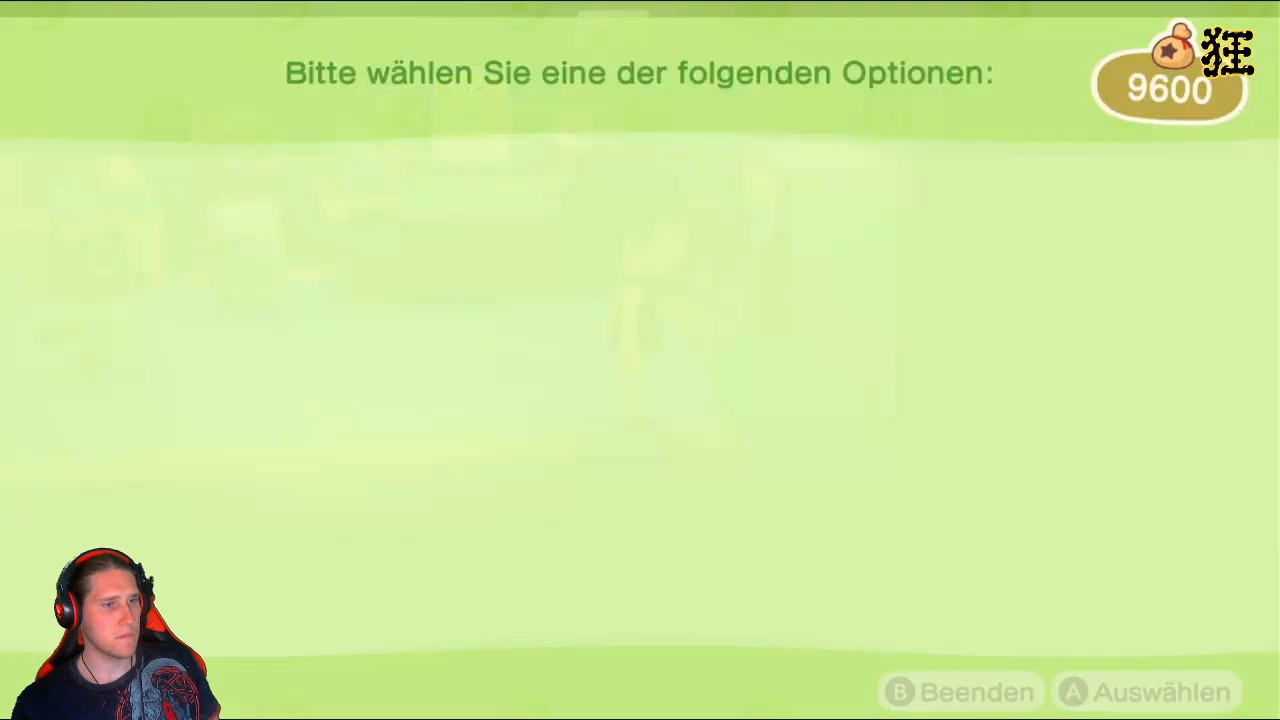 Bitte wählen Sie eine der folgenden Optionen:
狂
9600
B Beenden A Auswählen